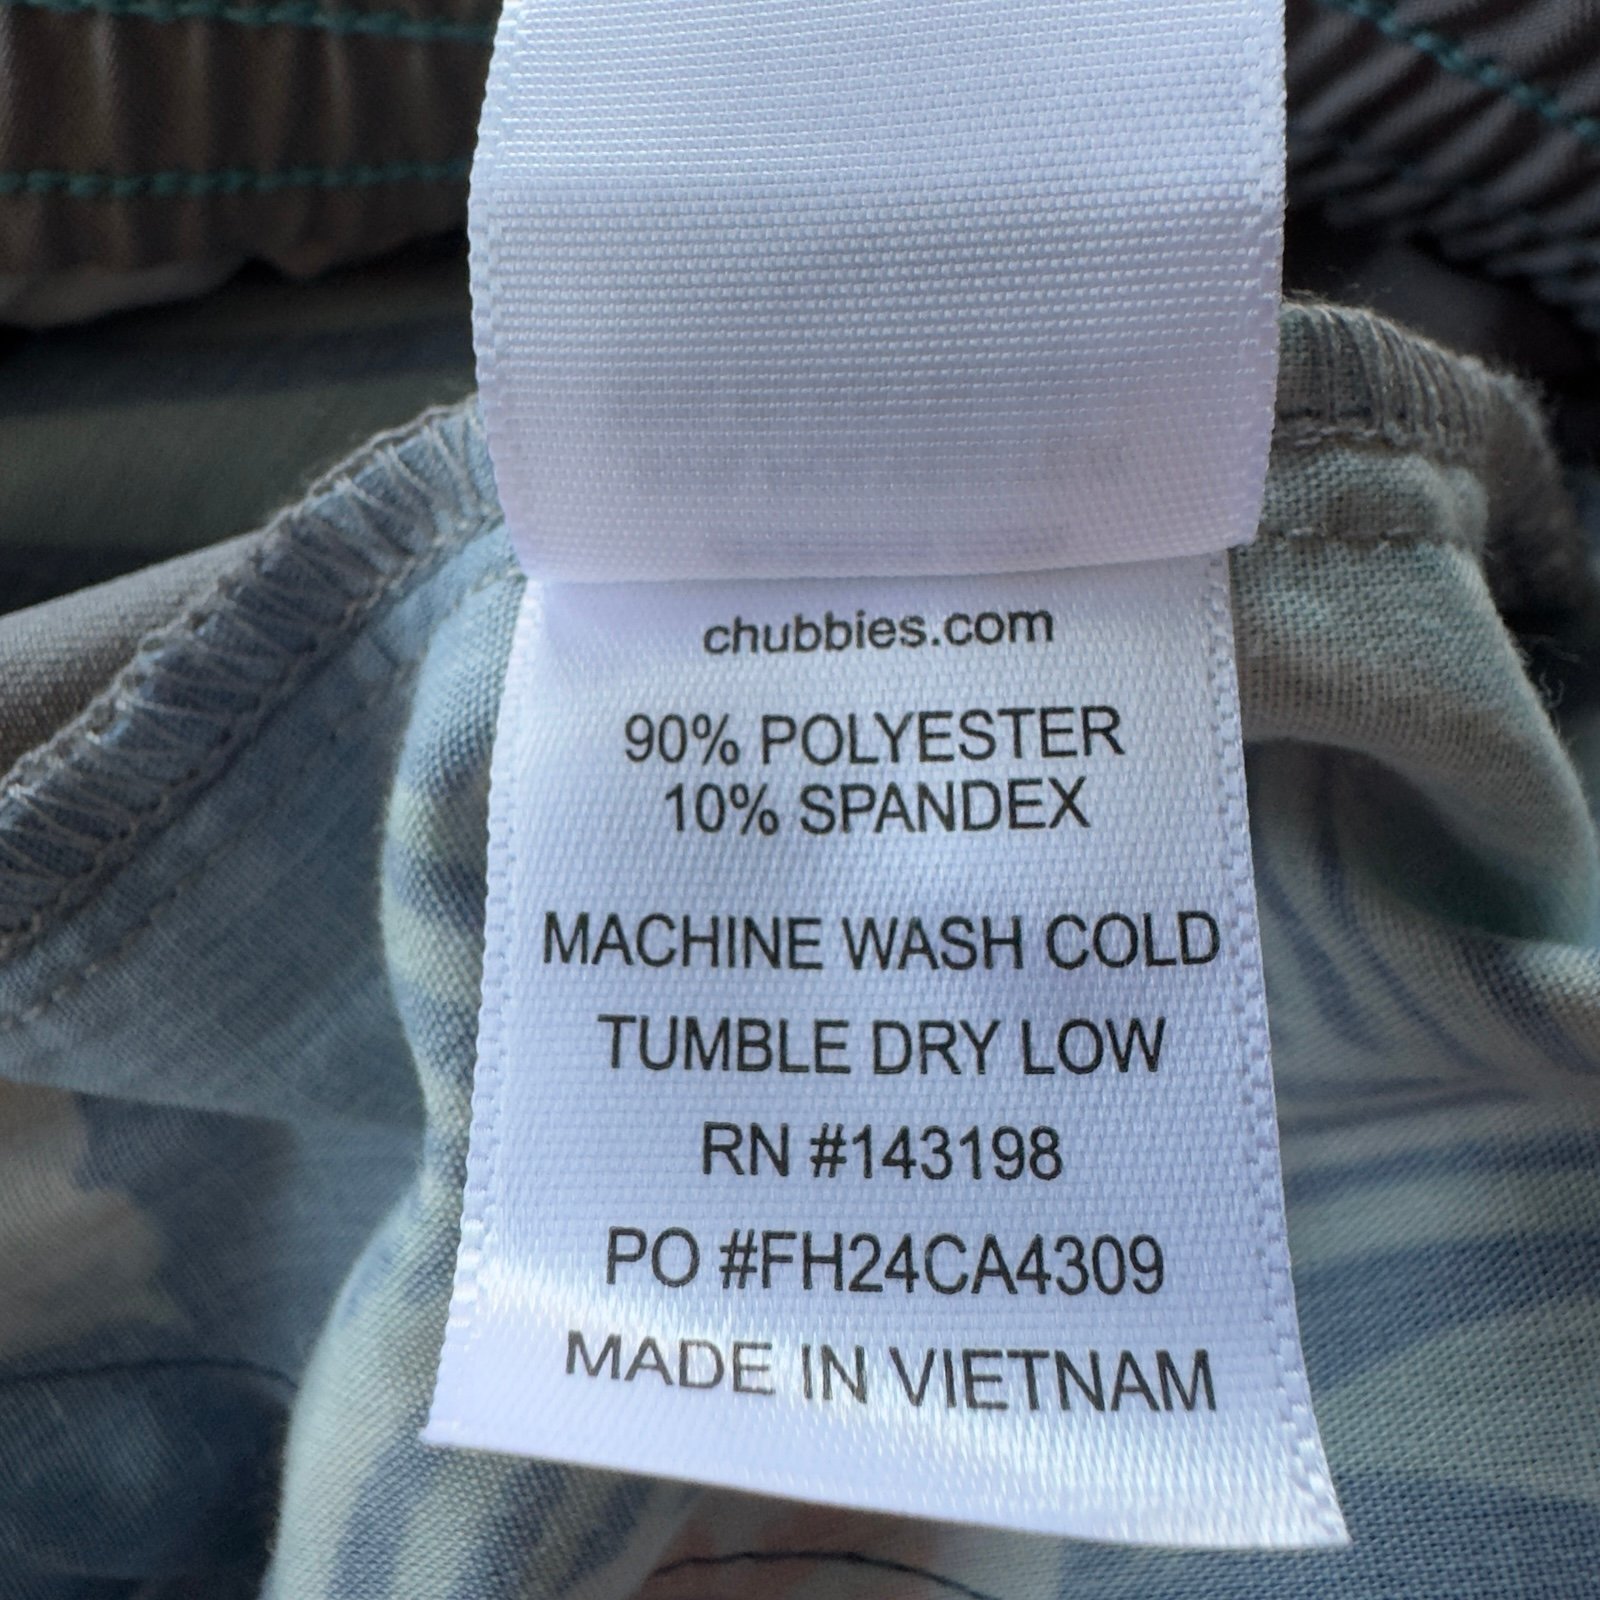 chubbies.com
90% POLYESTER
10% SPANDEX
MACHINE WASH COLD
TUMBLE DRY LOW
RN #143198
PO #FH24CA4309
MADE IN VIETNAM